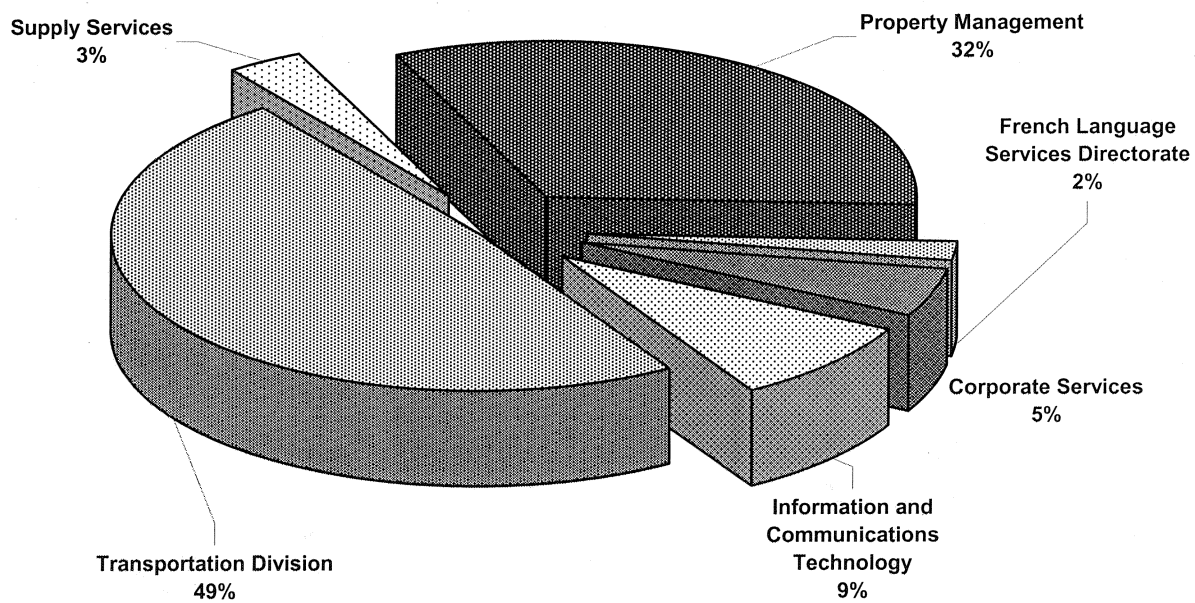 Supply Services
3%
Property Management
32%
French Language
Services Directorate
2%
Corporate Services
5%
Information and
Communications
Technology
9%
Transportation Division
49%